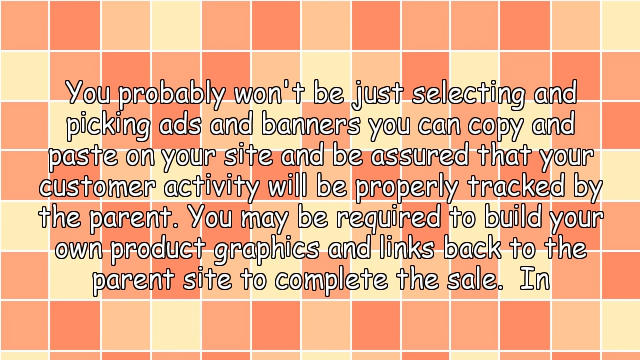 You probably won't be just selecting and
picking ads and banners you can copy and
paste on your site and be assured that your
customer activity will be properly tracked by
the parent. You may be required to build your
own product graphics and links back to the
parent site to complete the sale.  In